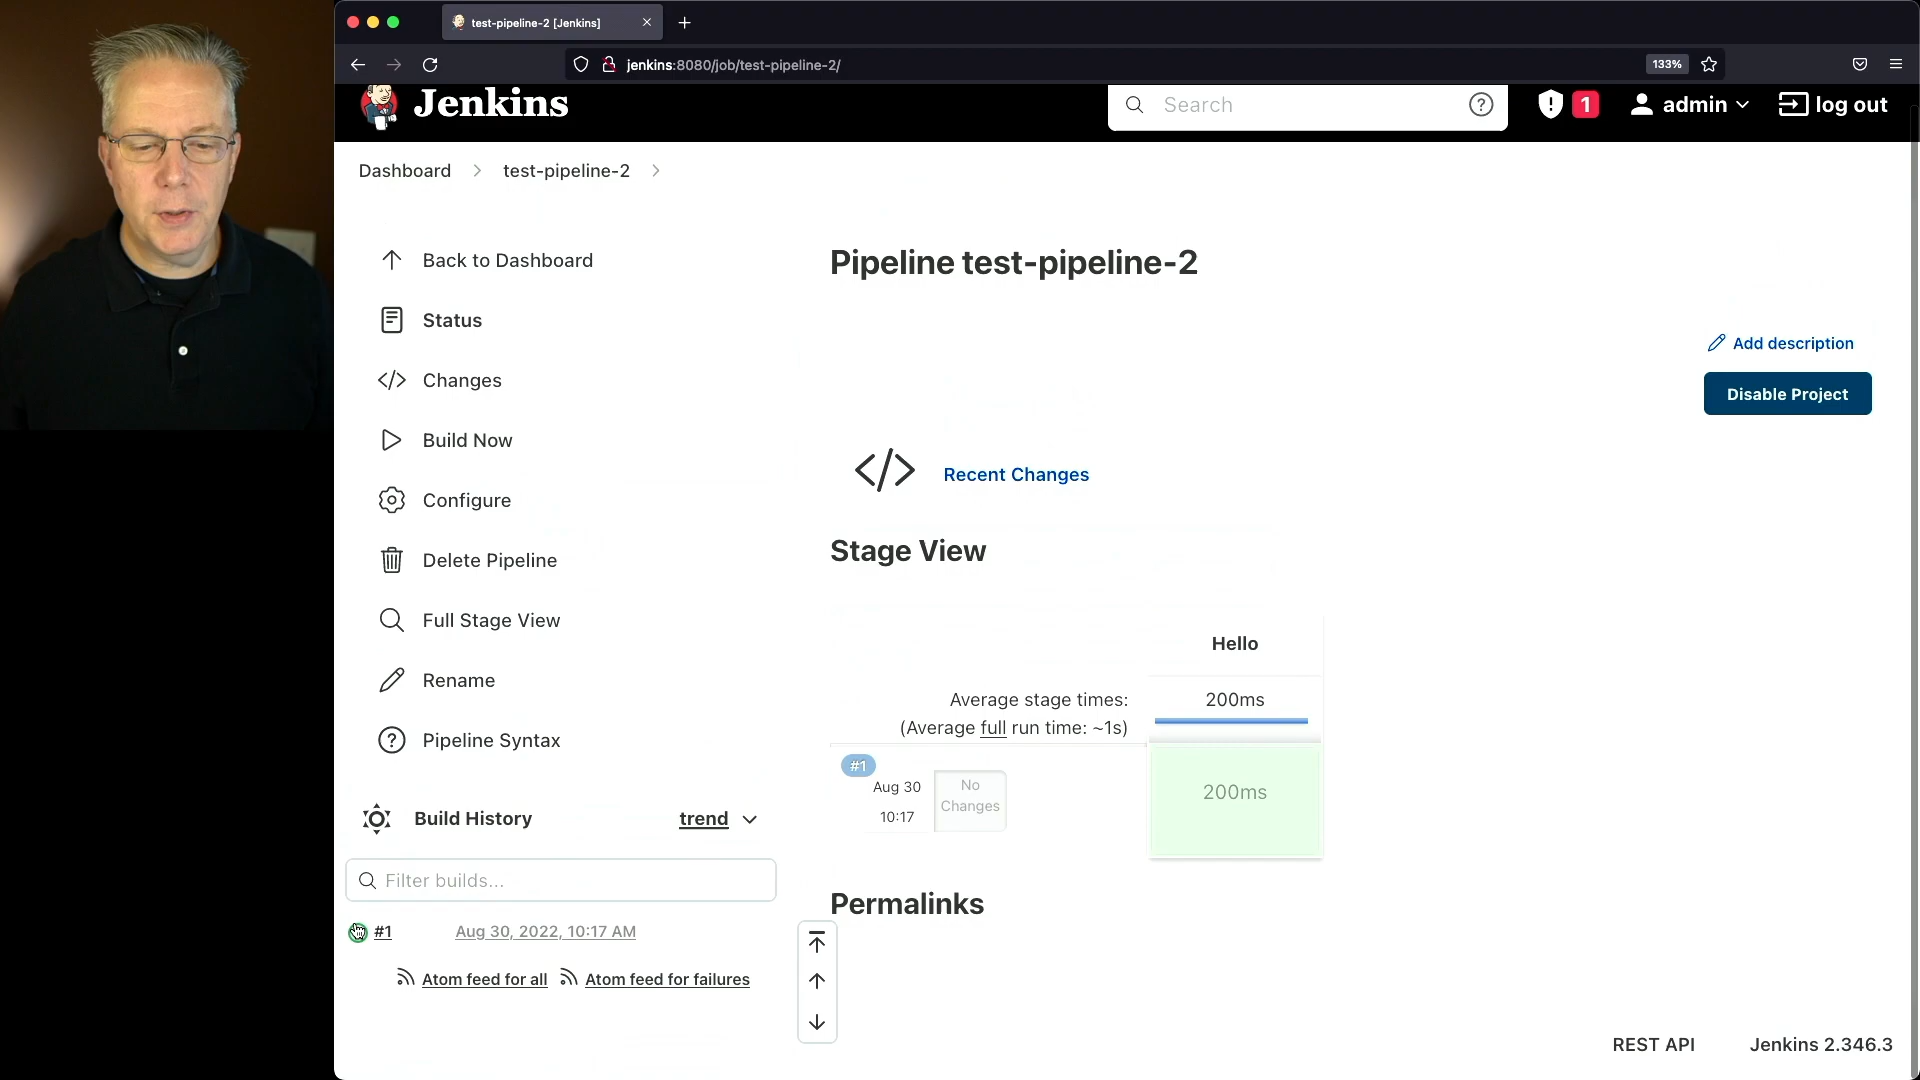 test-pipeline-2 [Jenkins]
jenkins:8080/job/test-pipeline-2/
133%
Jenkins
Search
1
admin
log out
Dashboard
test-pipeline-2
Back to Dashboard
Status
Changes
Build Now
Configure
Delete Pipeline
Full Stage View
Rename
Pipeline Syntax
Build History
trend
Filter builds...
#1
Aug 30, 2022, 10:17 AM
Atom feed for all
Atom feed for failures
Pipeline test-pipeline-2
Add description
Disable Project
</> Recent Changes
Stage View
Hello
Average stage times:
(Average full run time: ~1s)
200ms
#1
Aug 30
10:17
No
Changes
200ms
Permalinks
REST API
Jenkins 2.346.3